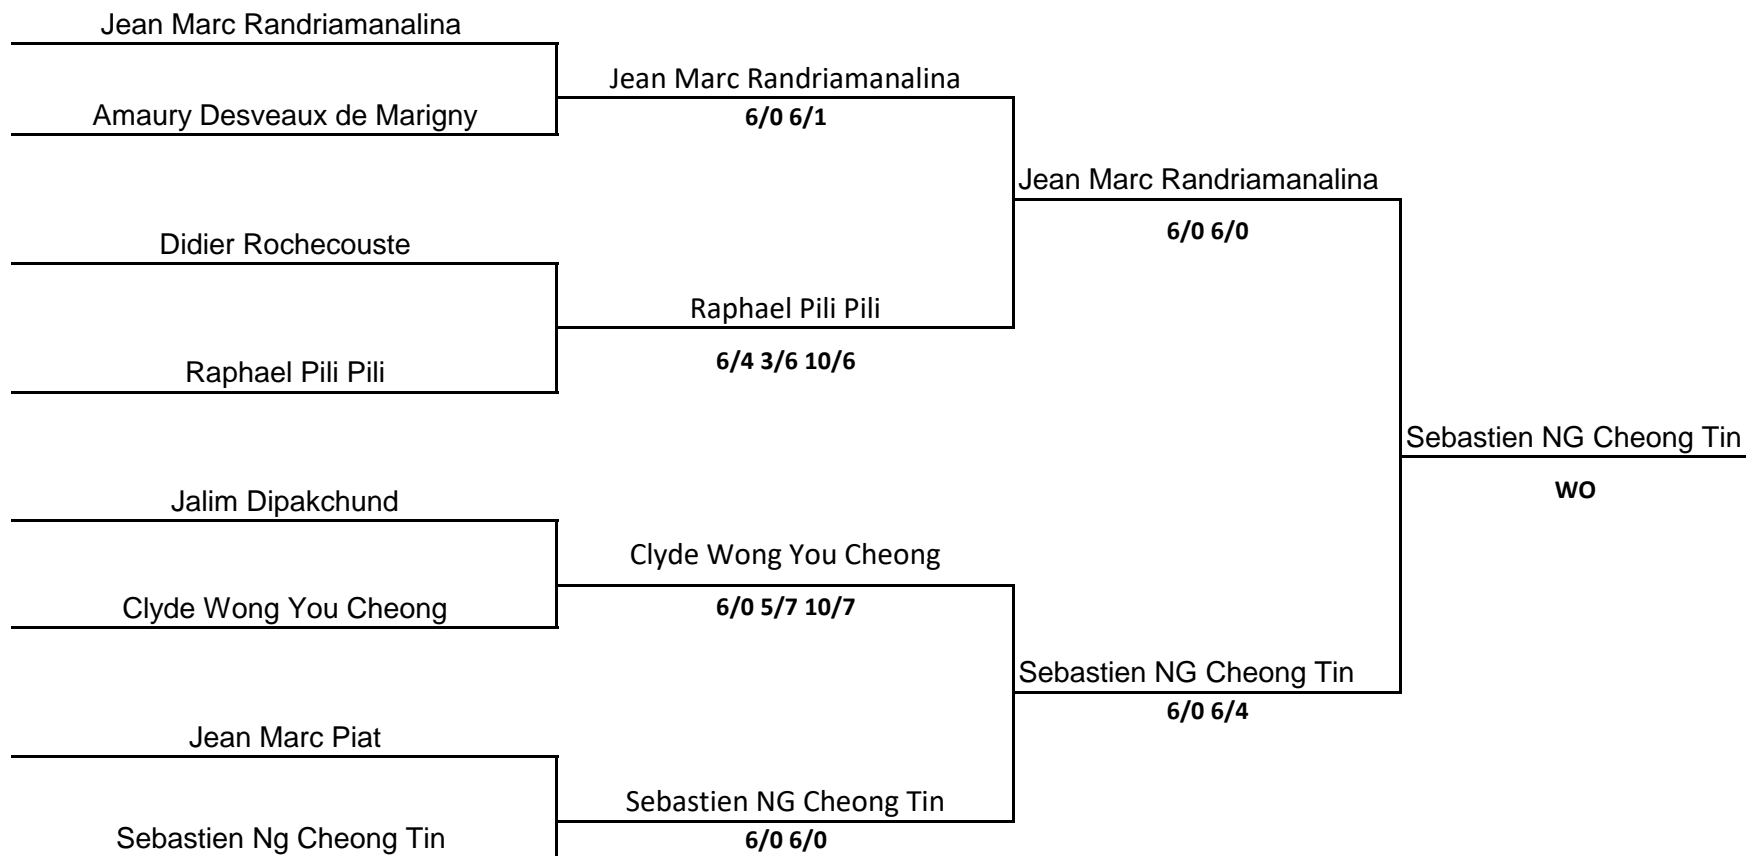 Jean Marc Randriamanalina
Jean Marc Randriamanalina
Amaury Desveaux de Marigny
6/0 6/1
Jean Marc Randriamanalina
6/0 6/0
Didier Rochecouste
Raphael Pili Pili
6/4 3/6 10/6
Raphael Pili Pili
Sebastien NG Cheong Tin
WO
Jalim Dipakchund
Clyde Wong You Cheong
6/0 5/7 10/7
Clyde Wong You Cheong
Sebastien NG Cheong Tin
6/0 6/4
Jean Marc Piat
Sebastien NG Cheong Tin
6/0 6/0
Sebastien Ng Cheong Tin